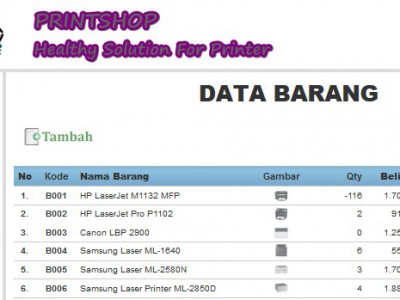 PRINTSHOP
Healthy Solution For Printer
DATA BARANG
Tambah
No Kode Nama Barang Gambar Qty Beli
1. B001 HP LaserJet M1132 MFP -116 1.70
2. B002 HP LaserJet Pro P1102 2 91
3. B003 Canon LBP 2900 0 1.25
4. B004 Samsung Laser ML-1640 6 55
5. B005 Samsung Laser ML-2580N 3 1.70
6. B006 Samsung Laser Printer ML-2850D 4 1.88